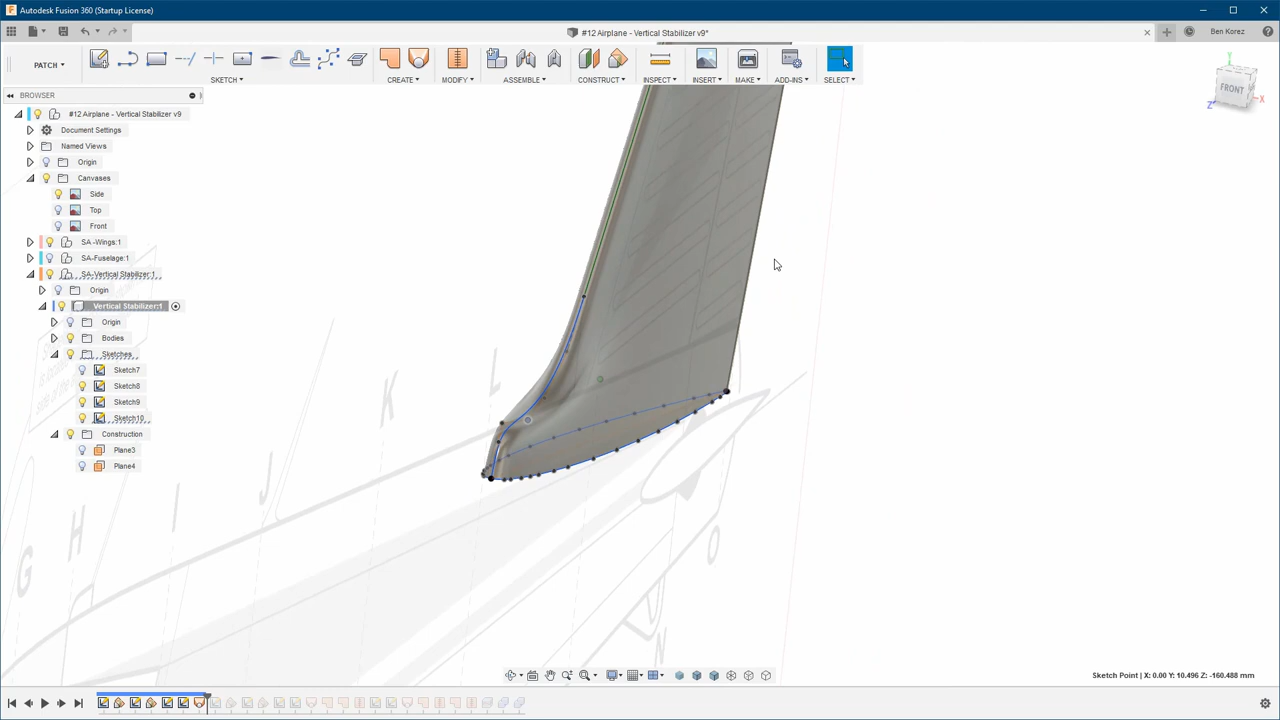 Autodesk Fusion 360 (Startup License)
#12 Airplane - Vertical Stabilizer v9*
Ben Korez
PATCH
SKETCH
CREATE
MODIFY
ASSEMBLE
CONSTRUCT
INSPECT
INSERT
MAKE
ADD-INS
SELECT
BROWSER
FRONT
Y
X
Z
#12 Airplane - Vertical Stabilizer v9
Document Settings
Named Views
Origin
Canvases
Side
Top
Front
SA -Wings:1
SA-Fuselage:1
SA-Vertical Stabilizer:1
Origin
Vertical Stabilizer:1
Origin
Bodies
Sketches
Sketch7
Sketch8
Sketch9
Sketch10
Construction
Plane3
Plane4
G
H
I
J
K
L
O
N
Sketch Point | X: 0.00 Y: 10.496 Z: -160.488 mm